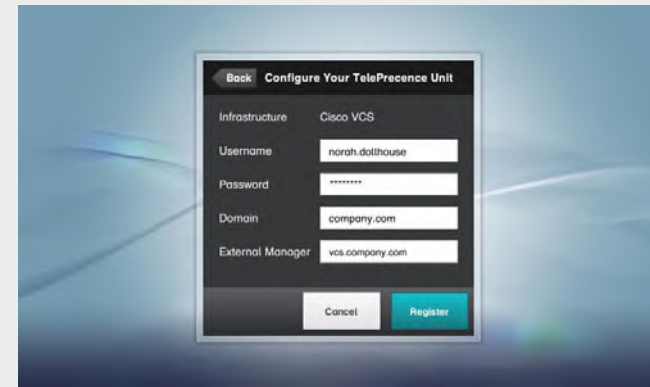 Back Configure Your TelePrecence Unit
Infrastructure Cisco VCS
Username norah.dollhouse
Password ********
Domain company.com
External Manager vcs.company.com
Cancel Register